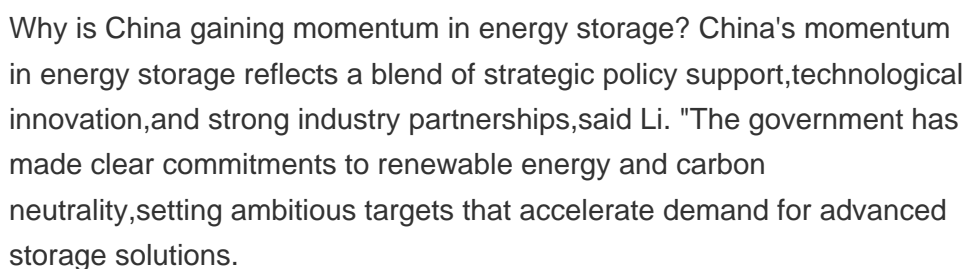 Why is China gaining momentum in energy storage? China's momentum
in energy storage reflects a blend of strategic policy support,technological
innovation,and strong industry partnerships,said Li. "The government has
made clear commitments to renewable energy and carbon
neutrality,setting ambitious targets that accelerate demand for advanced
storage solutions.